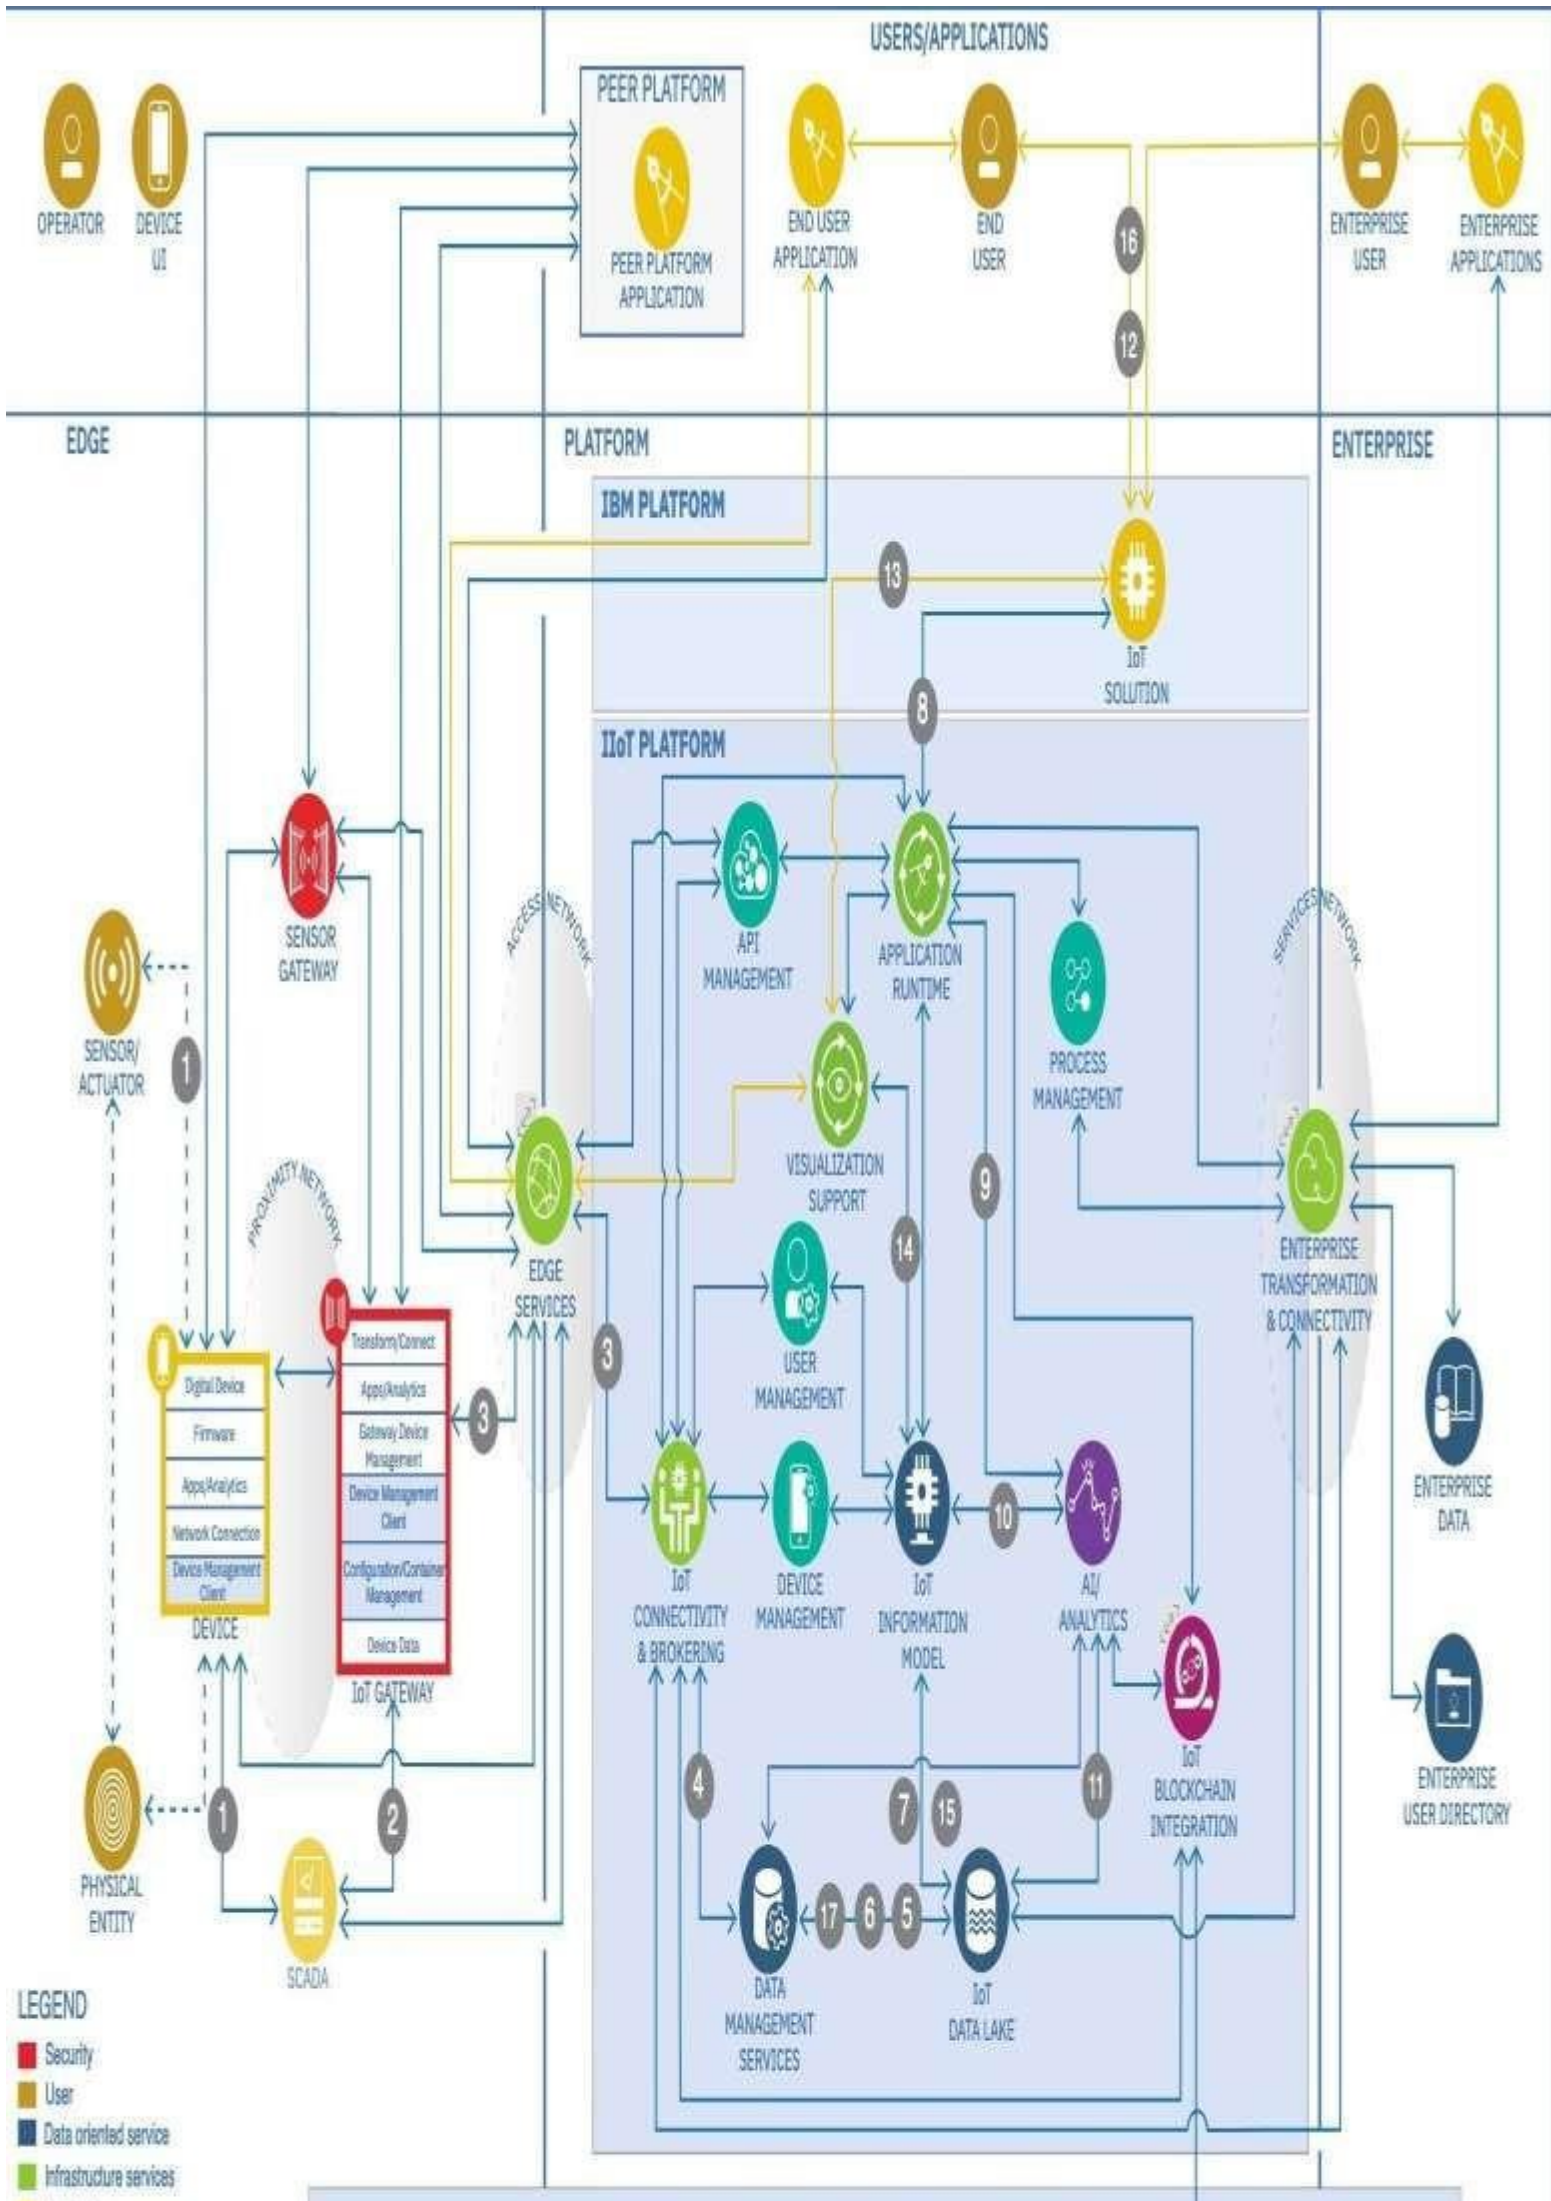 USERS/APPLICATIONS
PEER PLATFORM
PEER PLATFORM
APPLICATION
OPERATOR
DEVICE
UI
END USER
APPLICATION
END
USER
16
12
ENTERPRISE
USER
ENTERPRISE
APPLICATIONS
EDGE
PLATFORM
ENTERPRISE
IBM PLATFORM
13
IoT
SOLUTION
8
IIoT PLATFORM
SENSOR
GATEWAY
API
MANAGEMENT
APPLICATION
RUNTIME
ACCESS NETWORK
SERVICES NETWORK
SENSOR/
ACTUATOR
1
PROCESS
MANAGEMENT
VISUALIZATION
SUPPORT
9
14
PROXIMITY NETWORK
EDGE
SERVICES
ENTERPRISE
TRANSFORMATION
& CONNECTIVITY
3
USER
MANAGEMENT
Digital Device
Firmware
Apps/Analytics
Network Connection
Device Management
Client
DEVICE
Transform/Connect
Apps/Analytics
Gateway Device
Management
Device Management
Client
Configuration/Container
Management
Device Data
IoT GATEWAY
3
IoT
CONNECTIVITY
& BROKERING
DEVICE
MANAGEMENT
IoT
INFORMATION
MODEL
10
AI/
ANALYTICS
ENTERPRISE
DATA
IoT
BLOCKCHAIN
INTEGRATION
ENTERPRISE
USER DIRECTORY
4
7
15
11
1
2
PHYSICAL
ENTITY
SCADA
17
6
5
DATA
MANAGEMENT
SERVICES
IoT
DATA LAKE
LEGEND
Security
User
Data oriented service
Infrastructure services